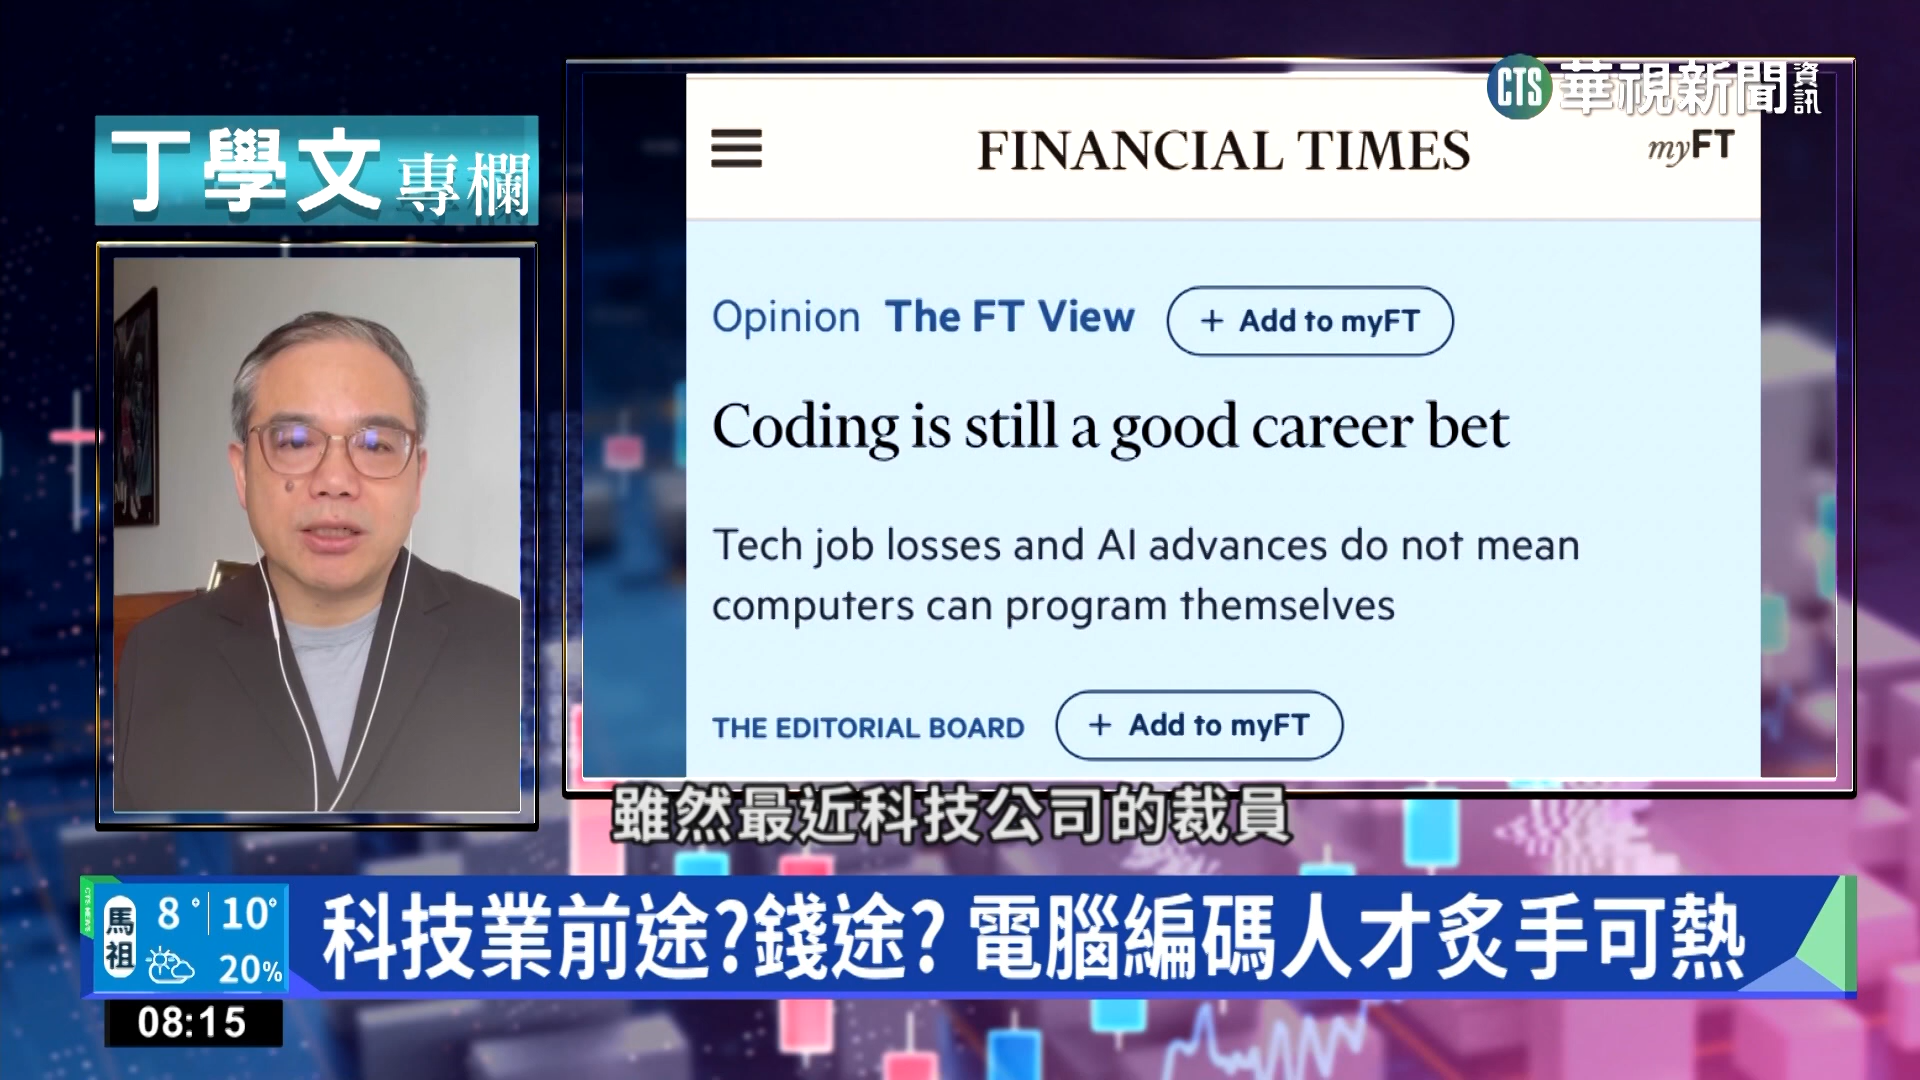 CTS 華視新聞資訊
丁學文專欄
FINANCIAL TIMES
myFT
Opinion The FT View + Add to myFT
Coding is still a good career bet
Tech job losses and AI advances do not mean
computers can program themselves
THE EDITORIAL BOARD + Add to myFT
雖然最近科技公司的裁員
科技業前途?錢途? 電腦編碼人才炙手可熱
CTS NEWS
馬祖
8° 10°
20%
08:15